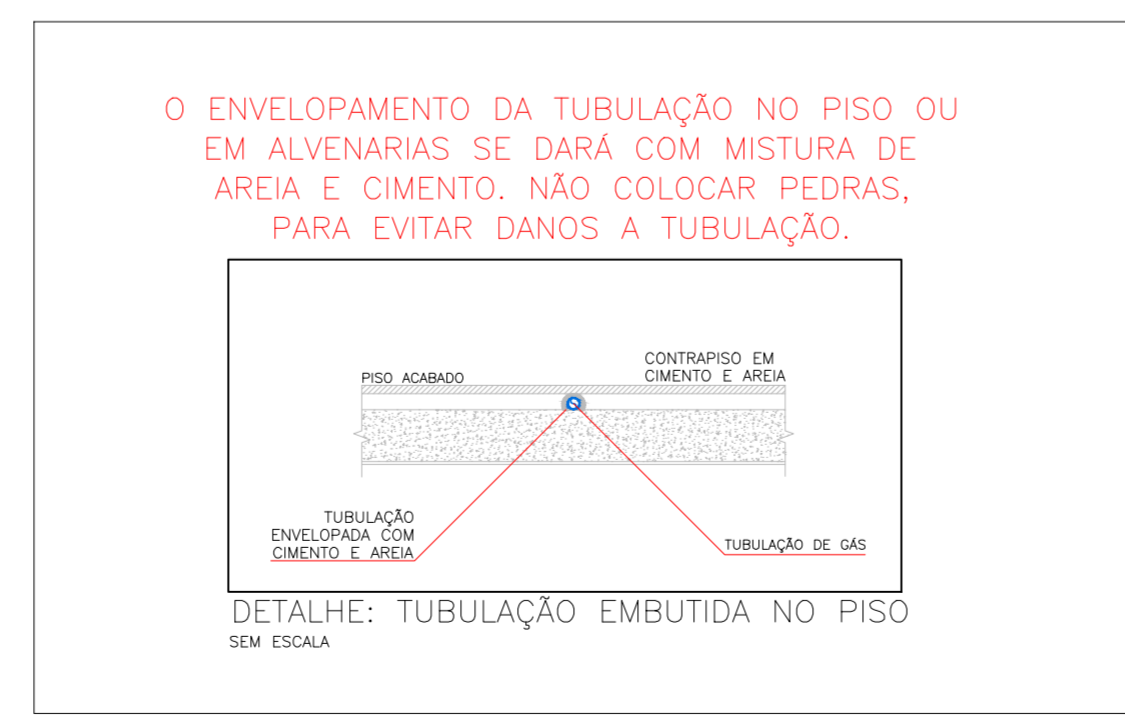 O ENVELOPAMENTO DA TUBULAÇÃO NO PISO OU
EM ALVENARIAS SE DARÁ COM MISTURA DE
AREIA E CIMENTO. NÃO COLOCAR PEDRAS,
PARA EVITAR DANOS A TUBULAÇÃO.
PISO ACABADO
CONTRAPISO EM
CIMENTO E AREIA
TUBULAÇÃO
ENVELOPADA COM
CIMENTO E AREIA
TUBULAÇÃO DE GÁS
DETALHE: TUBULAÇÃO EMBUTIDA NO PISO
SEM ESCALA